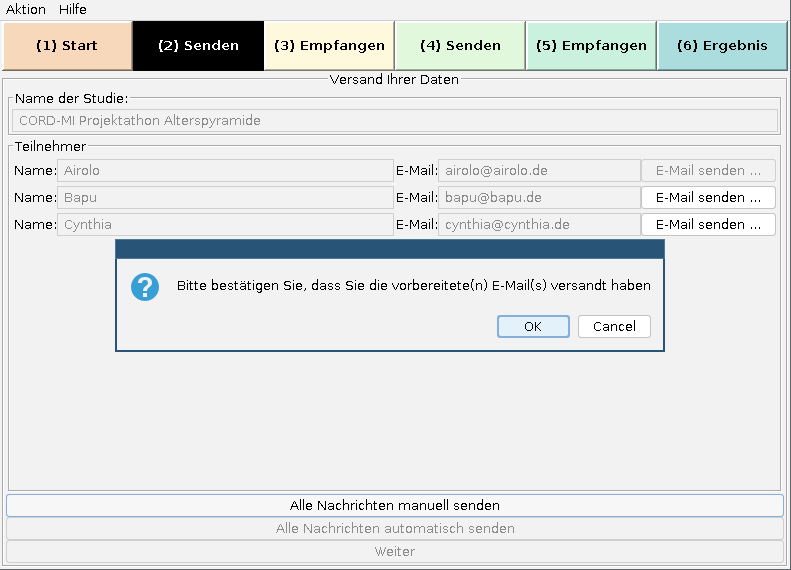 Aktion Hilfe
(1) Start (2) Senden (3) Empfangen (4) Senden (5) Empfangen (6) Ergebnis
Versand Ihrer Daten
Name der Studie:
CORD-MI Projektathon Alterspyramide
Teilnehmer
Name: Airolo E-Mail: airolo@airolo.de E-Mail senden ...
Name: Bapu E-Mail: bapu@bapu.de E-Mail senden ...
Name: Cynthia E-Mail: cynthia@cynthia.de E-Mail senden ...
? Bitte bestätigen Sie, dass Sie die vorbereitete(n) E-Mail(s) versandt haben
OK Cancel
Alle Nachrichten manuell senden
Alle Nachrichten automatisch senden
Weiter